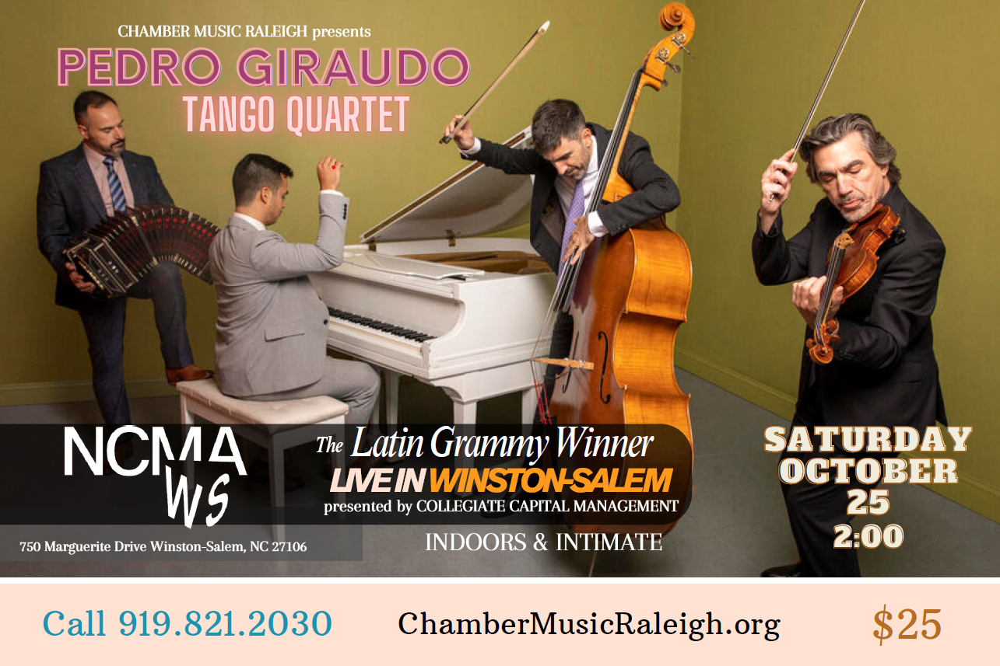 CHAMBER MUSIC RALEIGH presents
PEDRO GIRAUDO
TANGO QUARTET
NCMA
WS
750 Marguerite Drive Winston-Salem, NC 27106
The Latin Grammy Winner
LIVE IN WINSTON-SALEM
presented by COLLEGIATE CAPITAL MANAGEMENT
INDOORS & INTIMATE
SATURDAY
OCTOBER
25
2:00
Call 919.821.2030
ChamberMusicRaleigh.org
$25